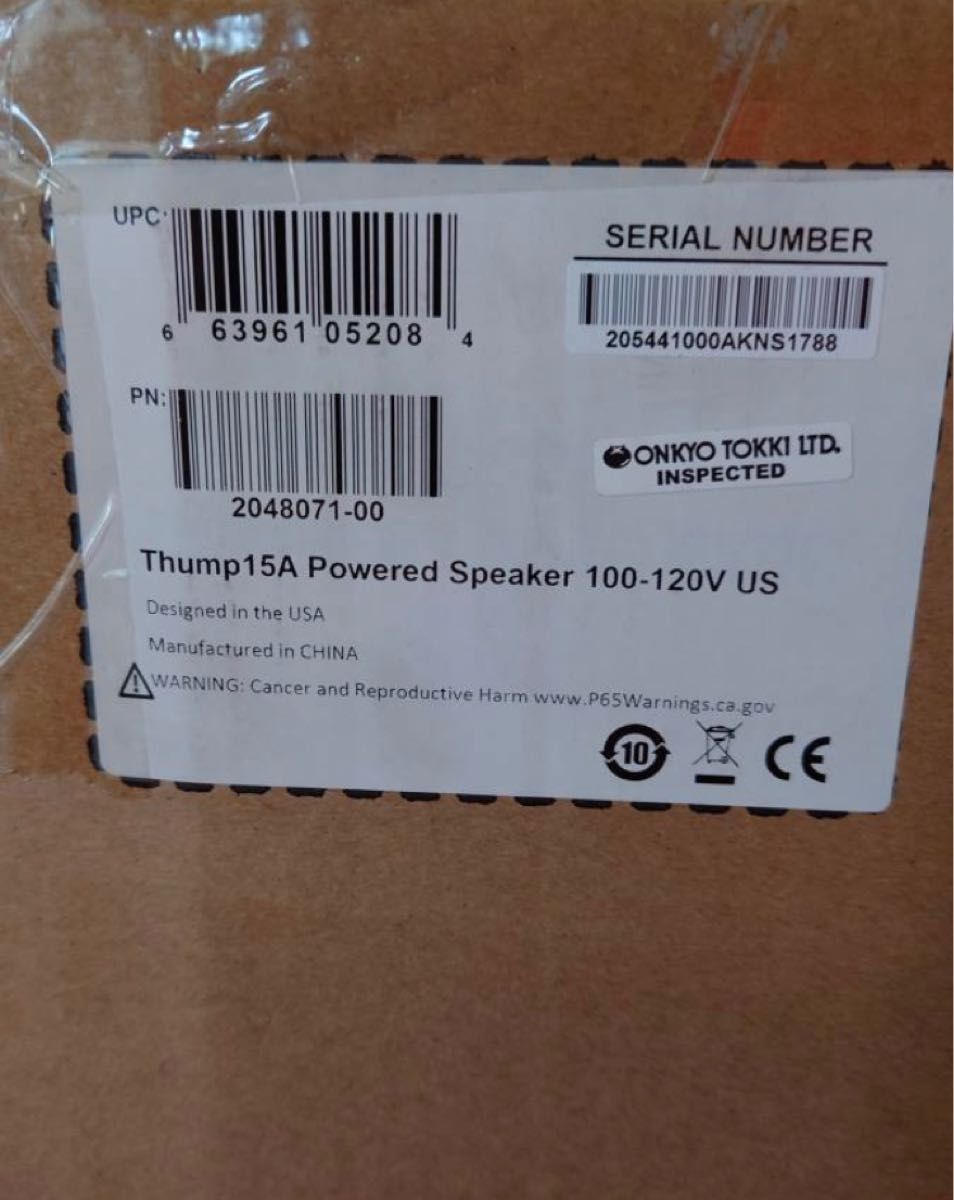 UPC
6 63961 05208 4
SERIAL NUMBER
205441000AKNS1788
PN:
2048071-00
ONKYO TOKKI LTD.
INSPECTED
Thump15A Powered Speaker 100-120V US
Designed in the USA
Manufactured in CHINA
WARNING: Cancer and Reproductive Harm www.P65Warnings.ca.gov
10
CE